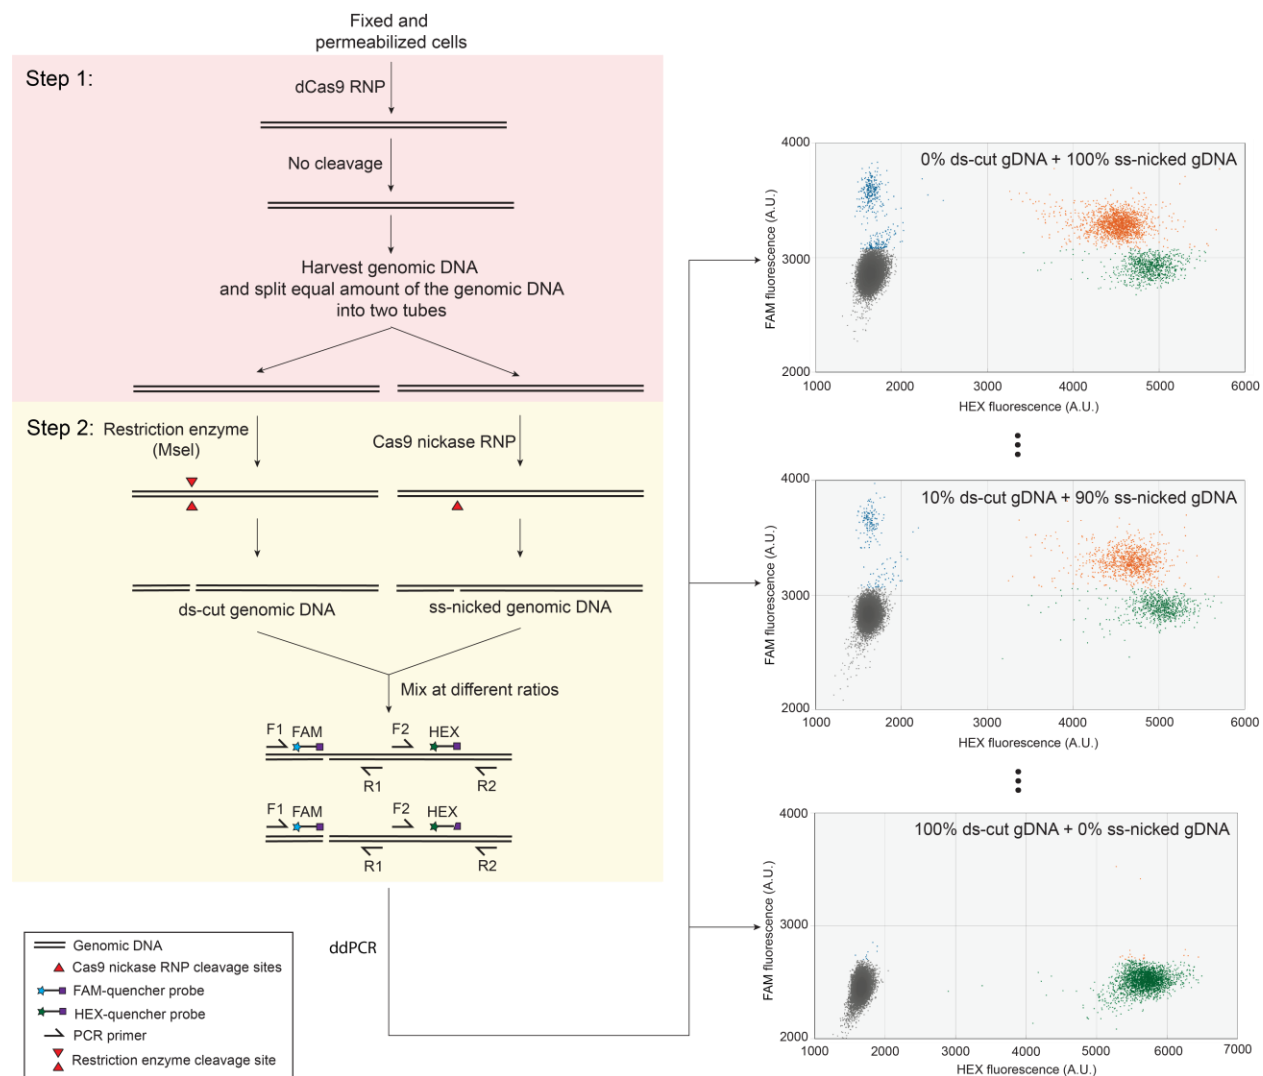 Fixed and
permeabilized cells
Step 1:
dCas9 RNP
No cleavage
Harvest genomic DNA
and split equal amount of the genomic DNA
into two tubes
Step 2:
Restriction enzyme
(MseI)
Cas9 nickase RNP
ds-cut genomic DNA
ss-nicked genomic DNA
Mix at different ratios
F1 FAM F2 HEX
R1 R2
F1 FAM F2 HEX
R1 R2
ddPCR
Genomic DNA
Cas9 nickase RNP cleavage sites
FAM-quencher probe
HEX-quencher probe
PCR primer
Restriction enzyme cleavage site
0% ds-cut gDNA + 100% ss-nicked gDNA
FAM fluorescence (A.U.)
4000
3000
2000
1000 2000 3000 4000 5000 6000
HEX fluorescence (A.U.)
10% ds-cut gDNA + 90% ss-nicked gDNA
FAM fluorescence (A.U.)
4000
3000
2000
1000 2000 3000 4000 5000 6000
HEX fluorescence (A.U.)
100% ds-cut gDNA + 0% ss-nicked gDNA
FAM fluorescence (A.U.)
4000
3000
2000
1000 2000 3000 4000 5000 6000 7000
HEX fluorescence (A.U.)